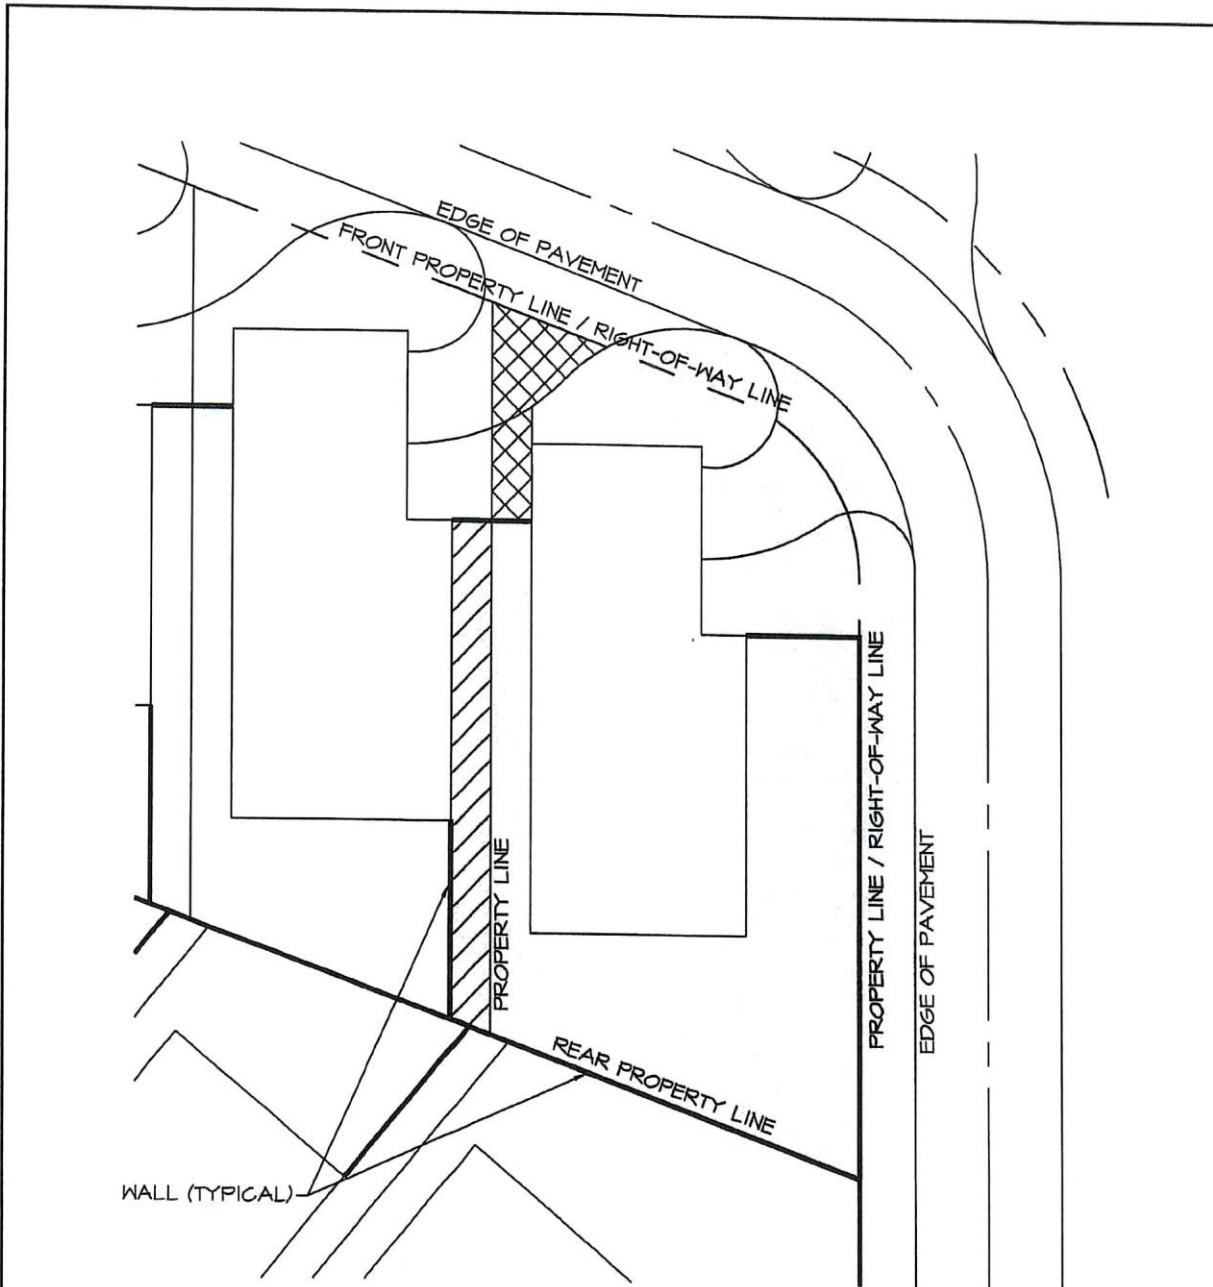 EDGE OF PAVEMENT
FRONT PROPERTY LINE / RIGHT-OF-WAY LINE
PROPERTY LINE / RIGHT-OF-WAY LINE
EDGE OF PAVEMENT
PROPERTY LINE
REAR PROPERTY LINE
WALL (TYPICAL)